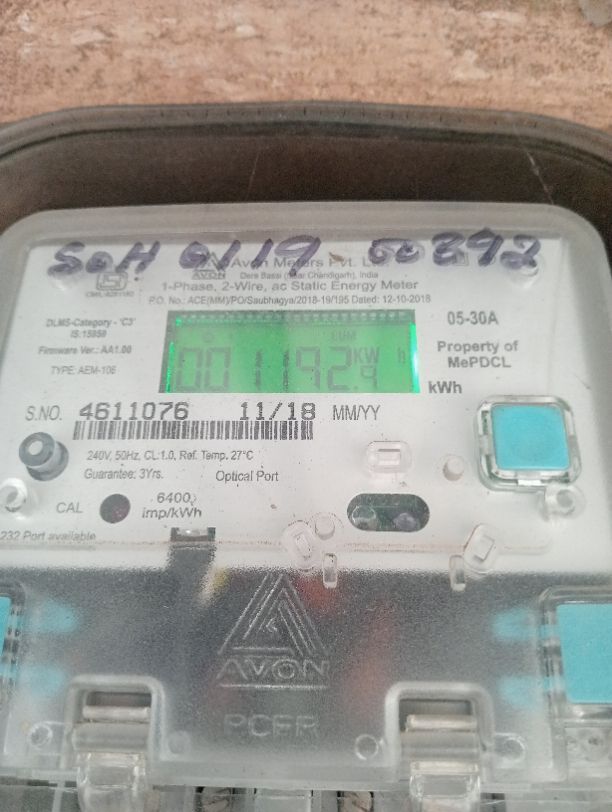 SoH 0119 - 50392
Avon Meters Pvt. L
AVON Dera Bassi (Near Chandigarh), India
1-Phase, 2-Wire, ac Static Energy Meter
P.O. No.: ACE(MM)/PO/Saubhagya/2018-19/195 Dated: 12-10-2018
DLMS-Category - 'C3'
IS:15959
Firmware Ver.: AA1.00
TYPE: AEM-106
CUM
001192.9 KW h
kWh
05-30A
Property of
MePDCL
S.NO. 4611076 11/18 MM/YY
240V, 50Hz, CL:1.0, Ref. Temp. 27°C
Guarantee: 3Yrs. Optical Port
CAL 6400 imp/kWh
232 Port available
AVON